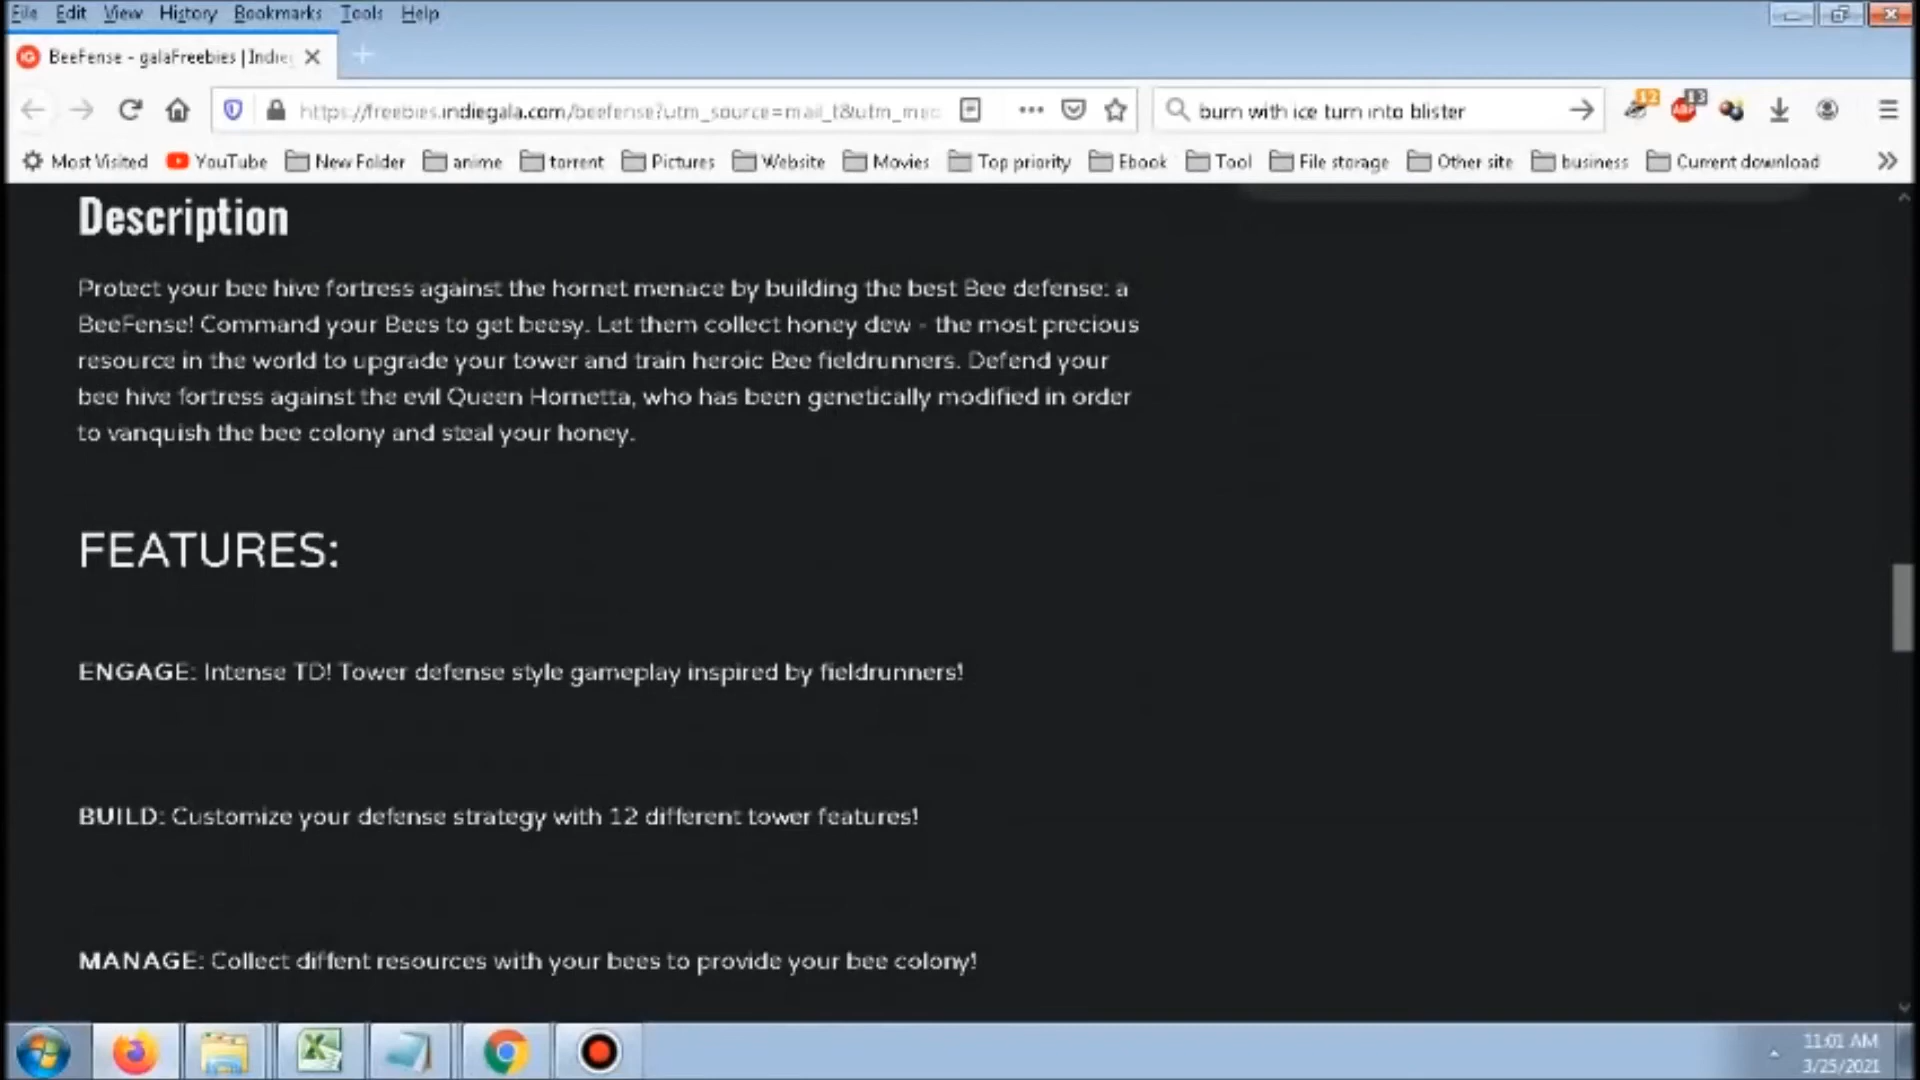 File Edit View History Bookmarks Tools Help
BeeFense - galaFreebies | Indie
https://freebies.indiegala.com/beefense?utm_source=mail_t&utm_med
burn with ice turn into blister
12
ABP
13
Most Visited YouTube New Folder anime torrent Pictures Website Movies Top priority Ebook Tool File storage Other site business Current download
Description
Protect your bee hive fortress against the hornet menace by building the best Bee defense: a
BeeFense! Command your Bees to get beesy. Let them collect honey dew - the most precious
resource in the world to upgrade your tower and train heroic Bee fieldrunners. Defend your
bee hive fortress against the evil Queen Hornetta, who has been genetically modified in order
to vanquish the bee colony and steal your honey.
FEATURES:
ENGAGE: Intense TD! Tower defense style gameplay inspired by fieldrunners!
BUILD: Customize your defense strategy with 12 different tower features!
MANAGE: Collect diffent resources with your bees to provide your bee colony!
11:01 AM
3/25/2021